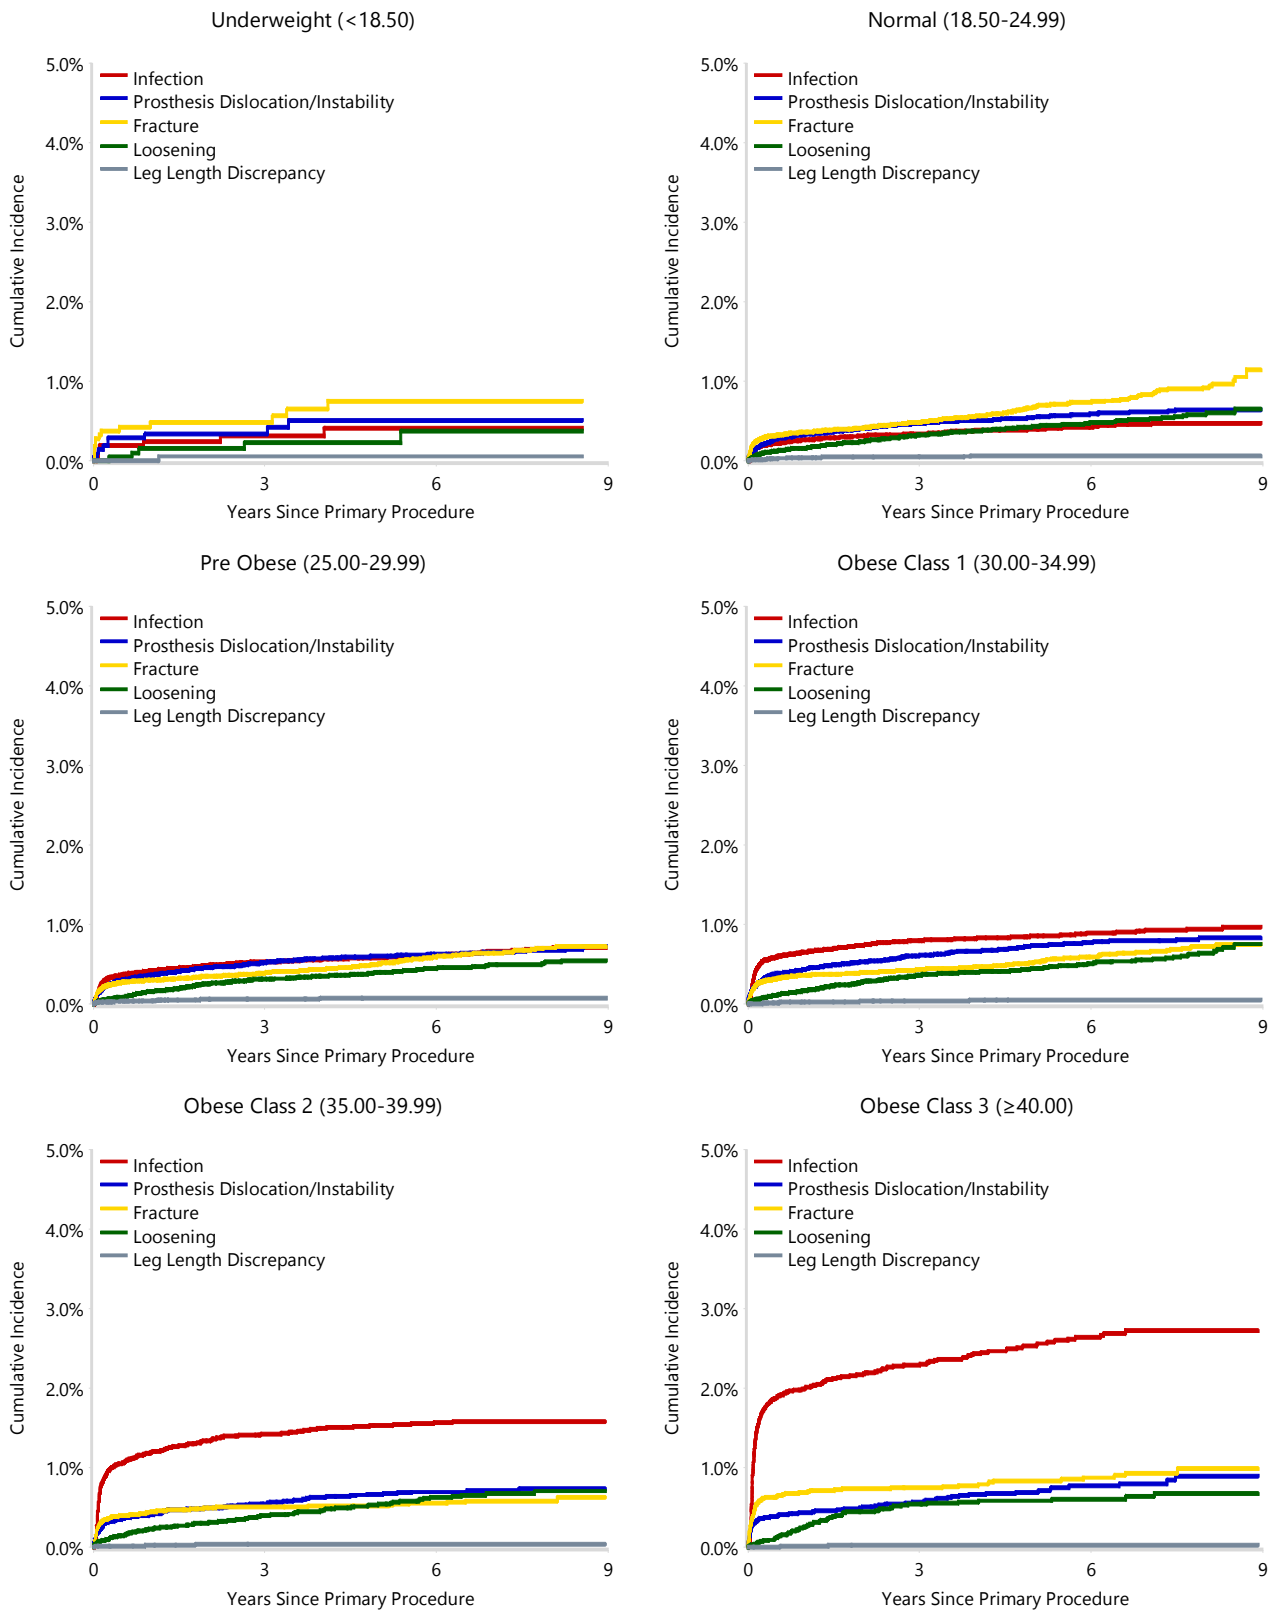 Underweight (<18.50)
5.0%
4.0%
3.0%
2.0%
1.0%
0.0%
Cumulative Incidence
Infection
Prosthesis Dislocation/Instability
Fracture
Loosening
Leg Length Discrepancy
0 3 6 9
Years Since Primary Procedure
Normal (18.50-24.99)
5.0%
4.0%
3.0%
2.0%
1.0%
0.0%
Cumulative Incidence
Infection
Prosthesis Dislocation/Instability
Fracture
Loosening
Leg Length Discrepancy
0 3 6 9
Years Since Primary Procedure
Pre Obese (25.00-29.99)
5.0%
4.0%
3.0%
2.0%
1.0%
0.0%
Cumulative Incidence
Infection
Prosthesis Dislocation/Instability
Fracture
Loosening
Leg Length Discrepancy
0 3 6 9
Years Since Primary Procedure
Obese Class 1 (30.00-34.99)
5.0%
4.0%
3.0%
2.0%
1.0%
0.0%
Cumulative Incidence
Infection
Prosthesis Dislocation/Instability
Fracture
Loosening
Leg Length Discrepancy
0 3 6 9
Years Since Primary Procedure
Obese Class 2 (35.00-39.99)
5.0%
4.0%
3.0%
2.0%
1.0%
0.0%
Cumulative Incidence
Infection
Prosthesis Dislocation/Instability
Fracture
Loosening
Leg Length Discrepancy
0 3 6 9
Years Since Primary Procedure
Obese Class 3 (≥40.00)
5.0%
4.0%
3.0%
2.0%
1.0%
0.0%
Cumulative Incidence
Infection
Prosthesis Dislocation/Instability
Fracture
Loosening
Leg Length Discrepancy
0 3 6 9
Years Since Primary Procedure